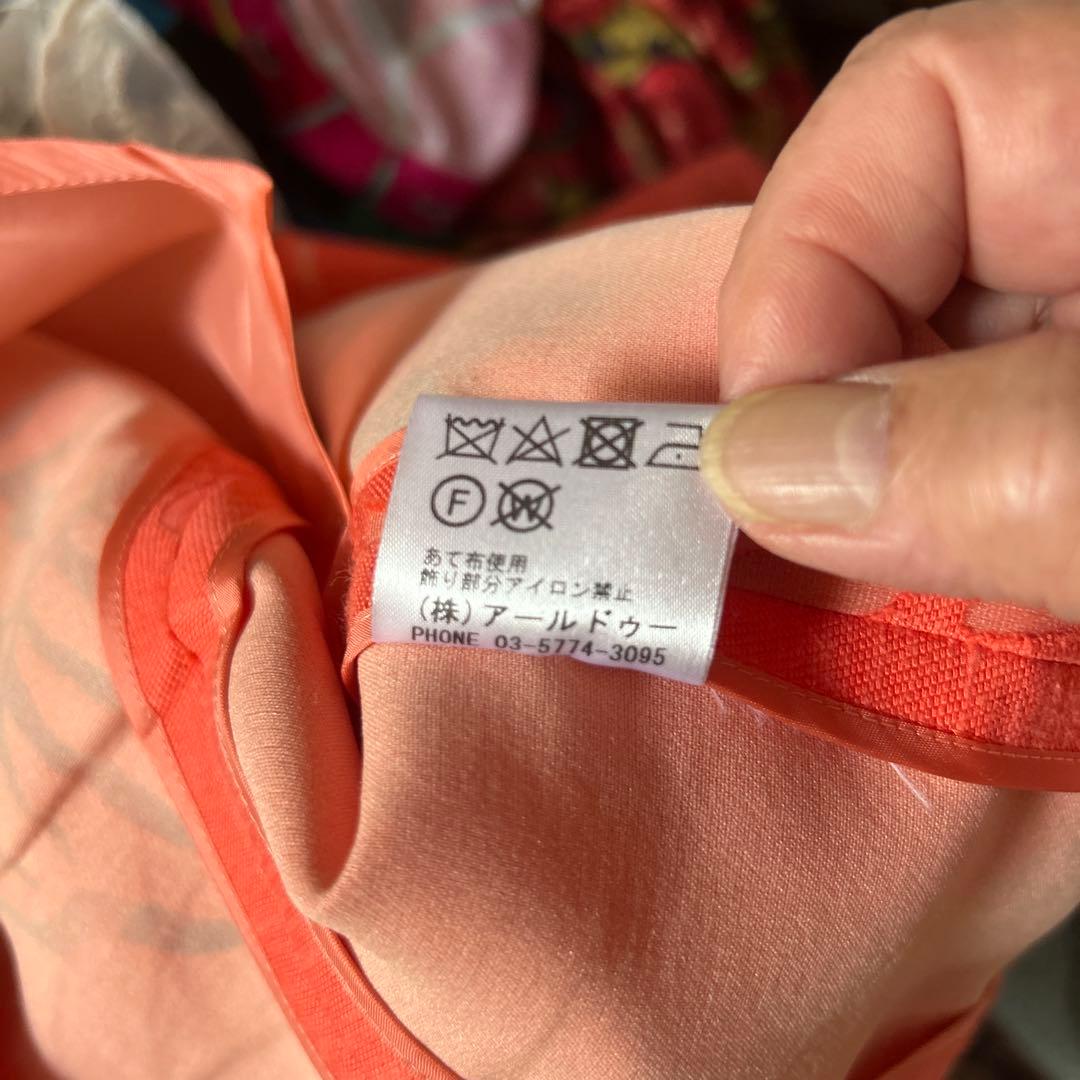 F W
あて布使用
飾り部分アイロン禁止
(株)アールドゥー
PHONE 03-5774-3095